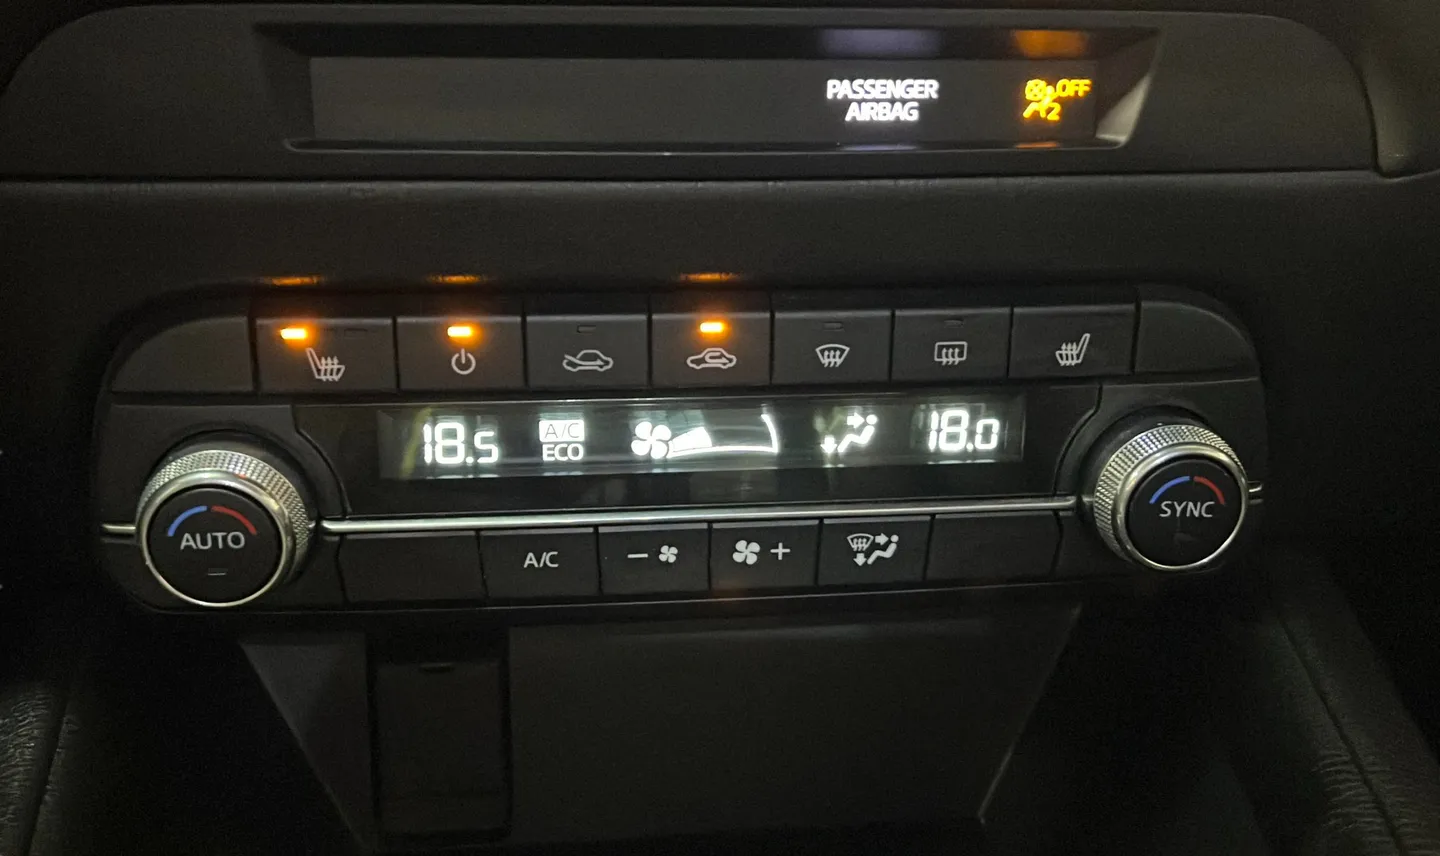 PASSENGER
AIRBAG
OFF
2
18.5
A/C
ECO
18.0
AUTO
A/C
−
+
SYNC